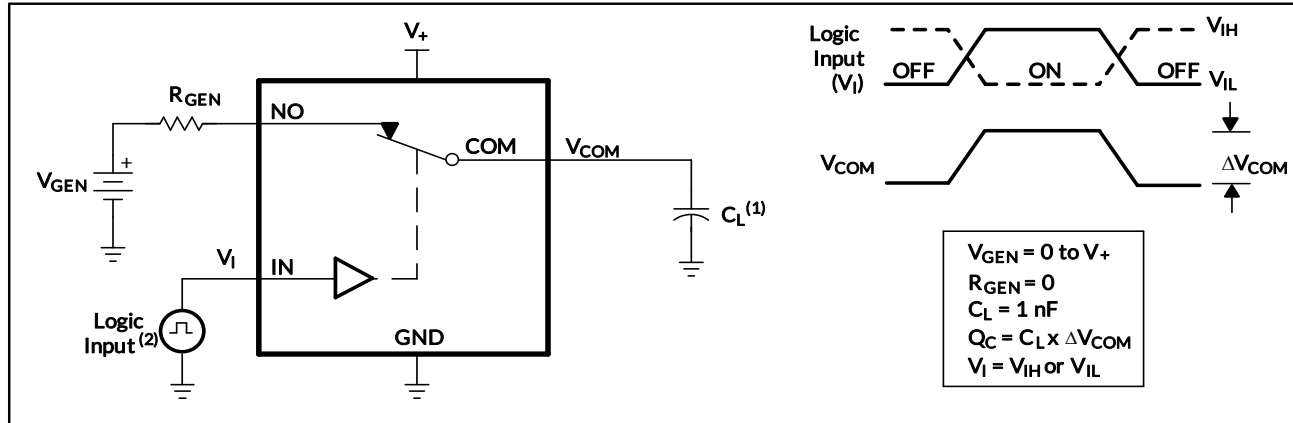 V+
RGEN
NO
COM
VCOM
VGEN
+
CL(1)
VI
IN
Logic
Input(2)
GND
Logic
Input
(VI)
OFF
ON
OFF
VIH
VIL
VCOM
ΔVCOM
VGEN = 0 to V+
RGEN = 0
CL = 1 nF
QC = CL x ΔVCOM
VI = VIH or VIL